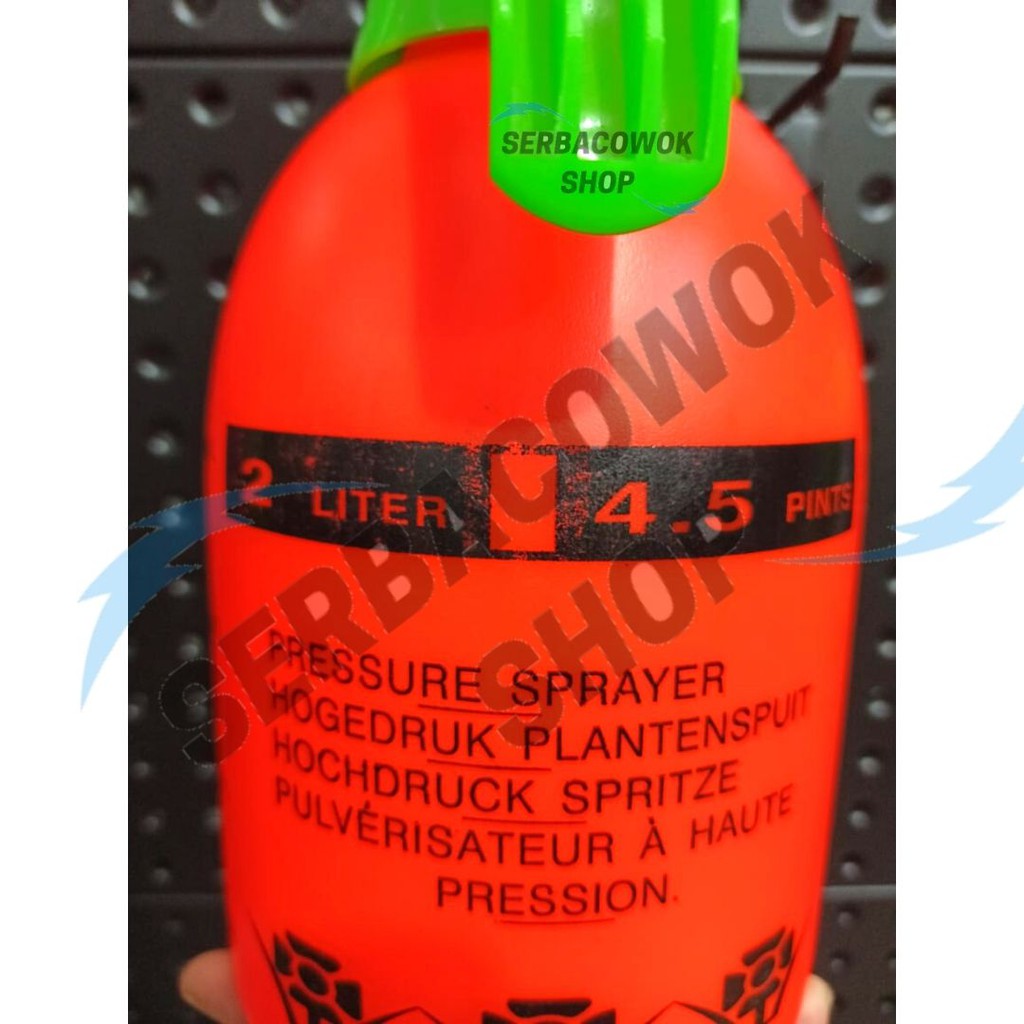 SERBACOWOK
SHOP
SERBACOWOK
SHOP
2 LITER 4.5 PINTS
PRESSURE SPRAYER
HOGEDRUK PLANTENSPUIT
HOCHDRUCK SPRITZE
PULVÉRISATEUR À HAUTE
PRESSION.